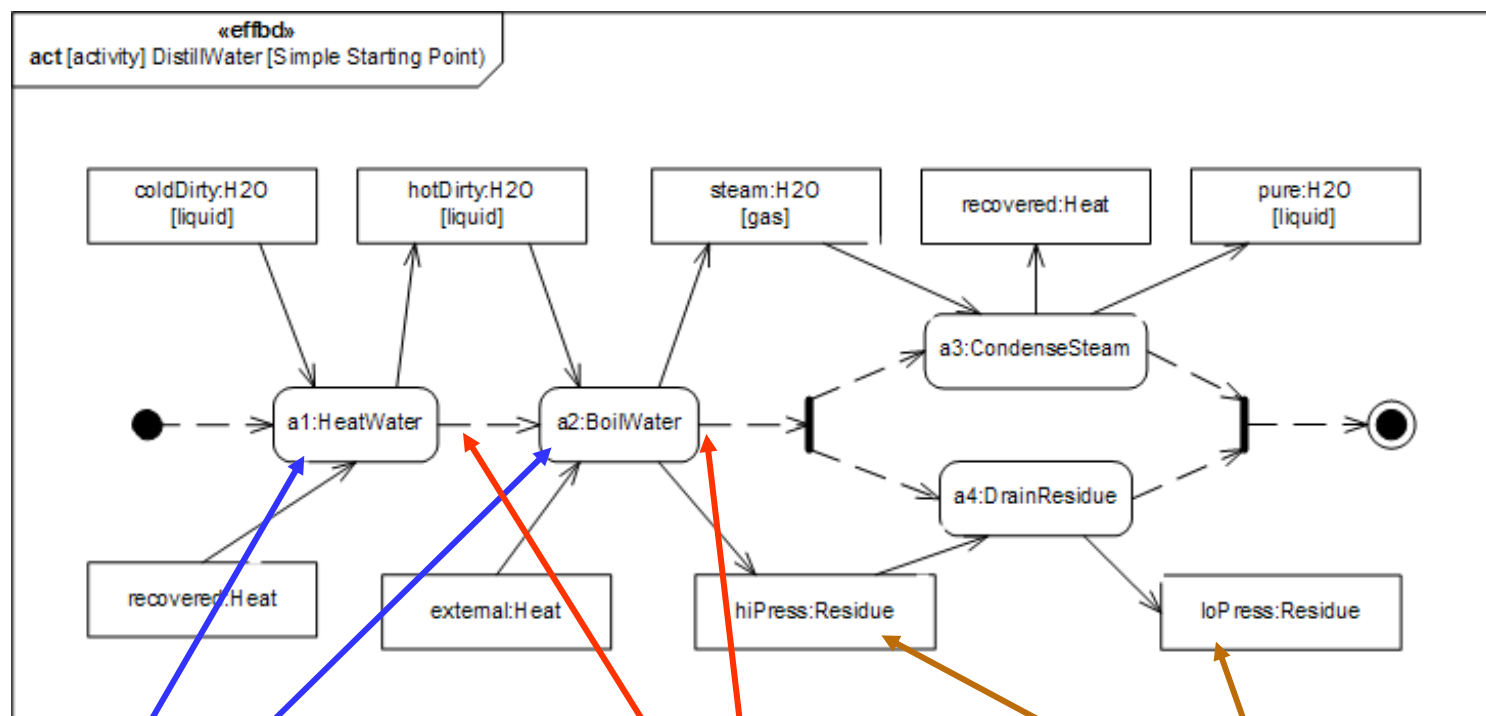 «effbd»
act [activity] DistillWater [Simple Starting Point)
coldDirty:H2O
[liquid]
hotDirty:H2O
[liquid]
steam:H2O
[gas]
recovered:Heat
pure:H2O
[liquid]
a3:CondenseSteam
a1:HeatWater
a2:BoilWater
a4:DrainResidue
recovered:Heat
external:Heat
hiPress:Residue
loPress:Residue